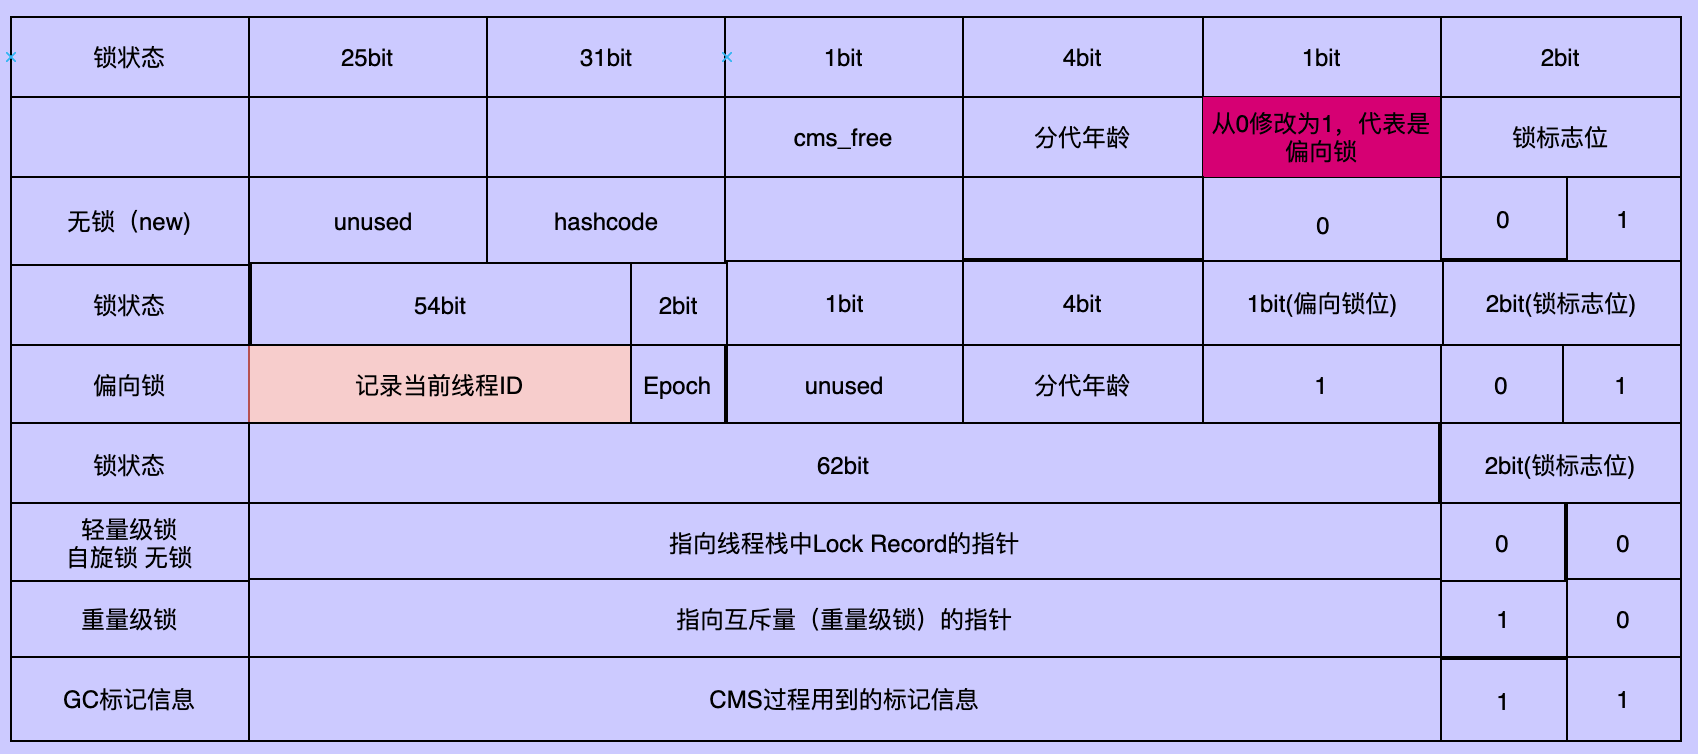 锁状态 25bit 31bit 1bit 4bit 1bit 2bit
cms_free 分代年龄 从0修改为1，代表是
偏向锁 锁标志位
无锁（new) unused hashcode 0 0 1
锁状态 54bit 2bit 1bit 4bit 1bit(偏向锁位) 2bit(锁标志位)
偏向锁 记录当前线程ID Epoch unused 分代年龄 1 0 1
锁状态 62bit 2bit(锁标志位)
轻量级锁
自旋锁 无锁 指向线程栈中Lock Record的指针 0 0
重量级锁 指向互斥量（重量级锁）的指针 1 0
GC标记信息 CMS过程用到的标记信息 1 1